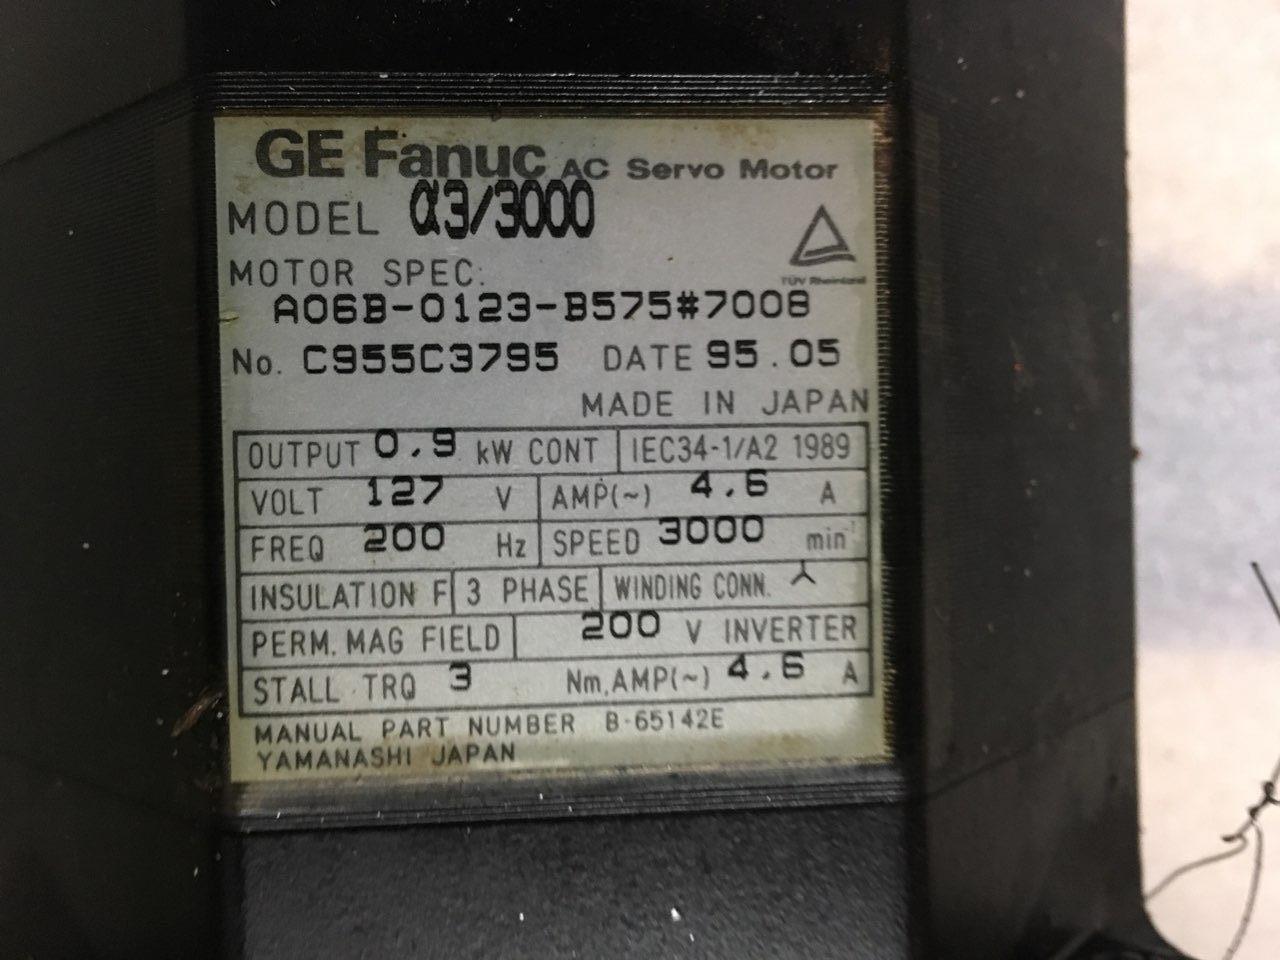 GE Fanuc AC Servo Motor
MODEL α3/3000
TÜV Rheinland
MOTOR SPEC.
A06B-0123-B575#7008
No. C955C3795 DATE 95.05
MADE IN JAPAN
OUTPUT 0.9 kW CONT IEC34-1/A2 1989
VOLT 127 V AMP(~) 4.6 A
FREQ 200 Hz SPEED 3000 min⁻¹
INSULATION F 3 PHASE WINDING CONN.
PERM. MAG FIELD 200 V INVERTER
STALL TRQ 3 Nm, AMP(~) 4.6 A
MANUAL PART NUMBER B-65142E
YAMANASHI JAPAN